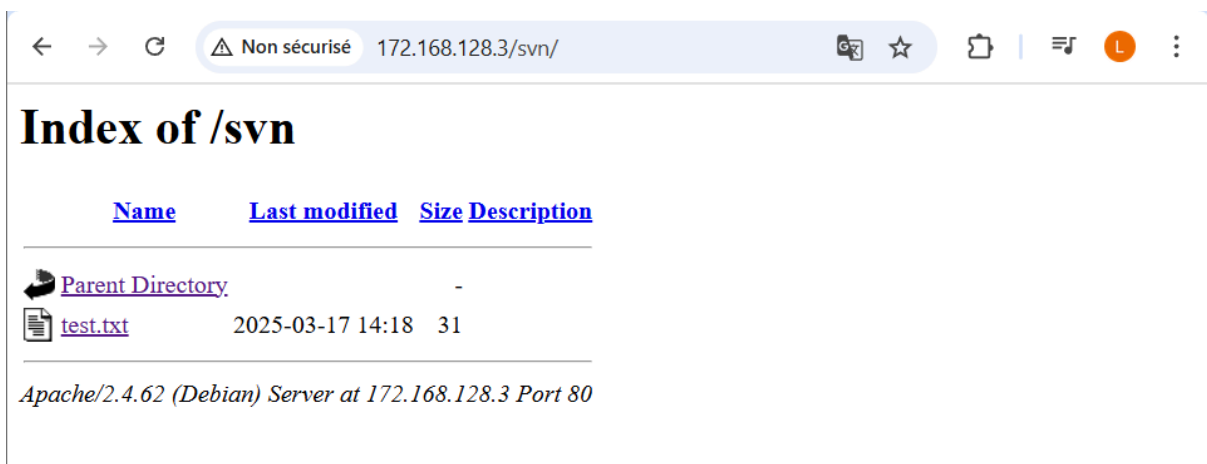 Non sécurisé 172.168.128.3/svn/
L
Index of /svn
Name Last modified Size Description
Parent Directory -
test.txt 2025-03-17 14:18 31
Apache/2.4.62 (Debian) Server at 172.168.128.3 Port 80